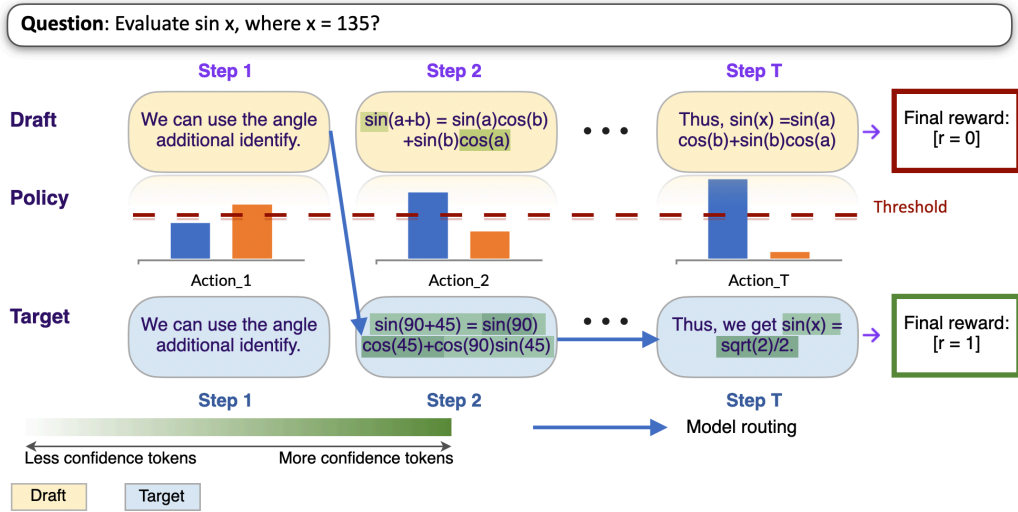 Question: Evaluate sin x, where x = 135?
Step 1
Step 2
Step T
Draft
We can use the angle
additional identify.
sin(a+b) = sin(a)cos(b)
+sin(b)cos(a)
• • •
Thus, sin(x) =sin(a)
cos(b)+sin(b)cos(a)
Final reward:
[r = 0]
Policy
Threshold
Action_1
Action_2
Action_T
Target
We can use the angle
additional identify.
sin(90+45) = sin(90)
cos(45)+cos(90)sin(45)
• • •
Thus, we get sin(x) =
sqrt(2)/2.
Final reward:
[r = 1]
Step 1
Step 2
Step T
Model routing
Less confidence tokens
More confidence tokens
Draft
Target